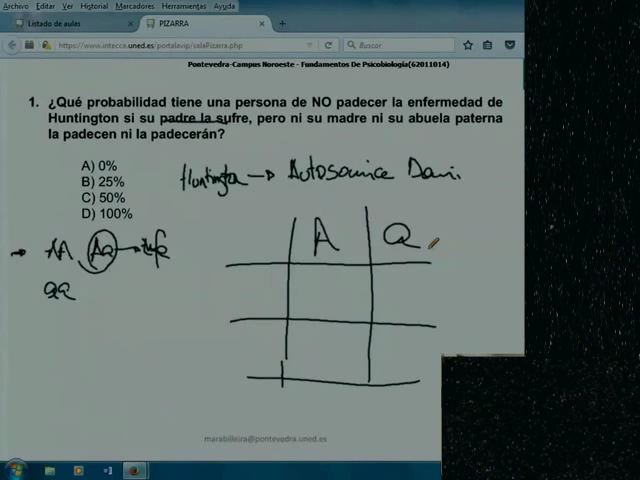 Archivo Editar Ver Historial Marcadores Herramientas Ayuda
Listado de aulas
PIZARRA
https://www.intecca.uned.es/portalavip/salaPizarra.php
Buscar
Pontevedra-Campus Noroeste - Fundamentos De Psicobiología(62011014)
1. ¿Qué probabilidad tiene una persona de NO padecer la enfermedad de
Huntington si su padre la sufre, pero ni su madre ni su abuela paterna
la padecen ni la padecerán?
A) 0%
B) 25%
C) 50%
D) 100%
AA Aa
aa
A a
marabilleira@pontevedra.uned.es